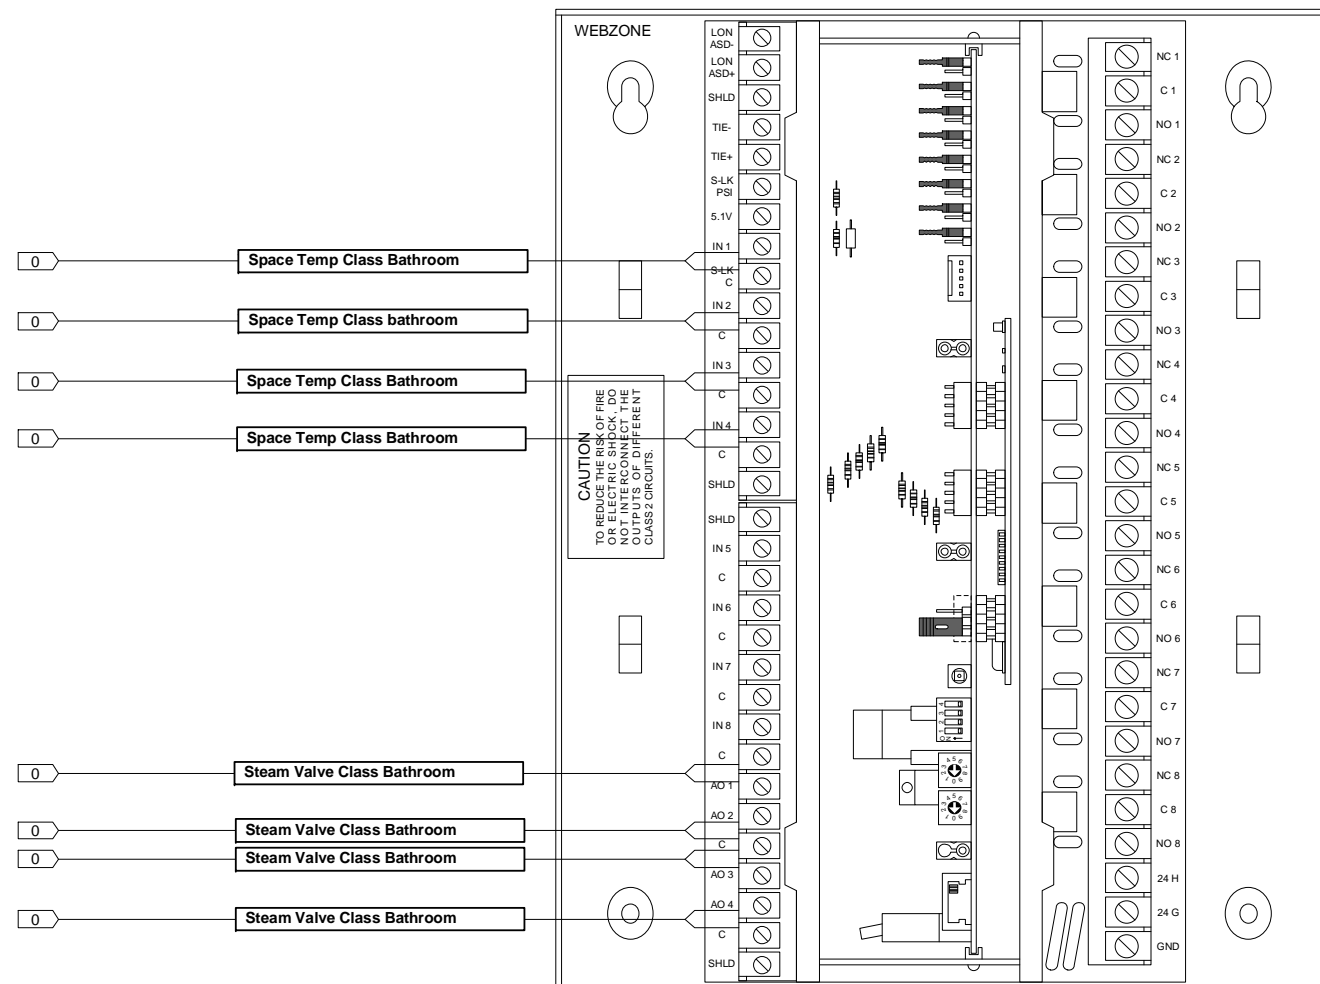 WEBZONE
LON
ASD-
LON
ASD+
SHLD
TIE-
TIE+
S-LK
PSI
5.1V
IN 1
S-LK
C
IN 2
C
IN 3
C
IN 4
C
SHLD
SHLD
IN 5
C
IN 6
C
IN 7
C
IN 8
C
AO 1
AO 2
C
AO 3
AO 4
C
SHLD
0
Space Temp Class Bathroom
0
Space Temp Class bathroom
0
Space Temp Class Bathroom
0
Space Temp Class Bathroom
0
Steam Valve Class Bathroom
0
Steam Valve Class Bathroom
0
Steam Valve Class Bathroom
0
Steam Valve Class Bathroom
CAUTION
TO REDUCE THE RISK OF FIRE
OR ELECTRIC SHOCK, DO
NOT INTERCONNECT THE
OUTPUTS OF DIFFERENT
CLASS 2 CIRCUITS.
1 2 3 4
ON
NC 1
C 1
NO 1
NC 2
C 2
NO 2
NC 3
C 3
NO 3
NC 4
C 4
NO 4
NC 5
C 5
NO 5
NC 6
C 6
NO 6
NC 7
C 7
NO 7
NC 8
C 8
NO 8
24 H
24 G
GND